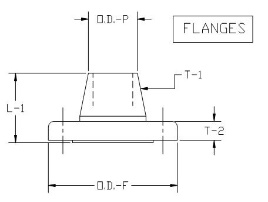 O.D.-P
FLANGES
T-1
L-1
T-2
O.D.-F